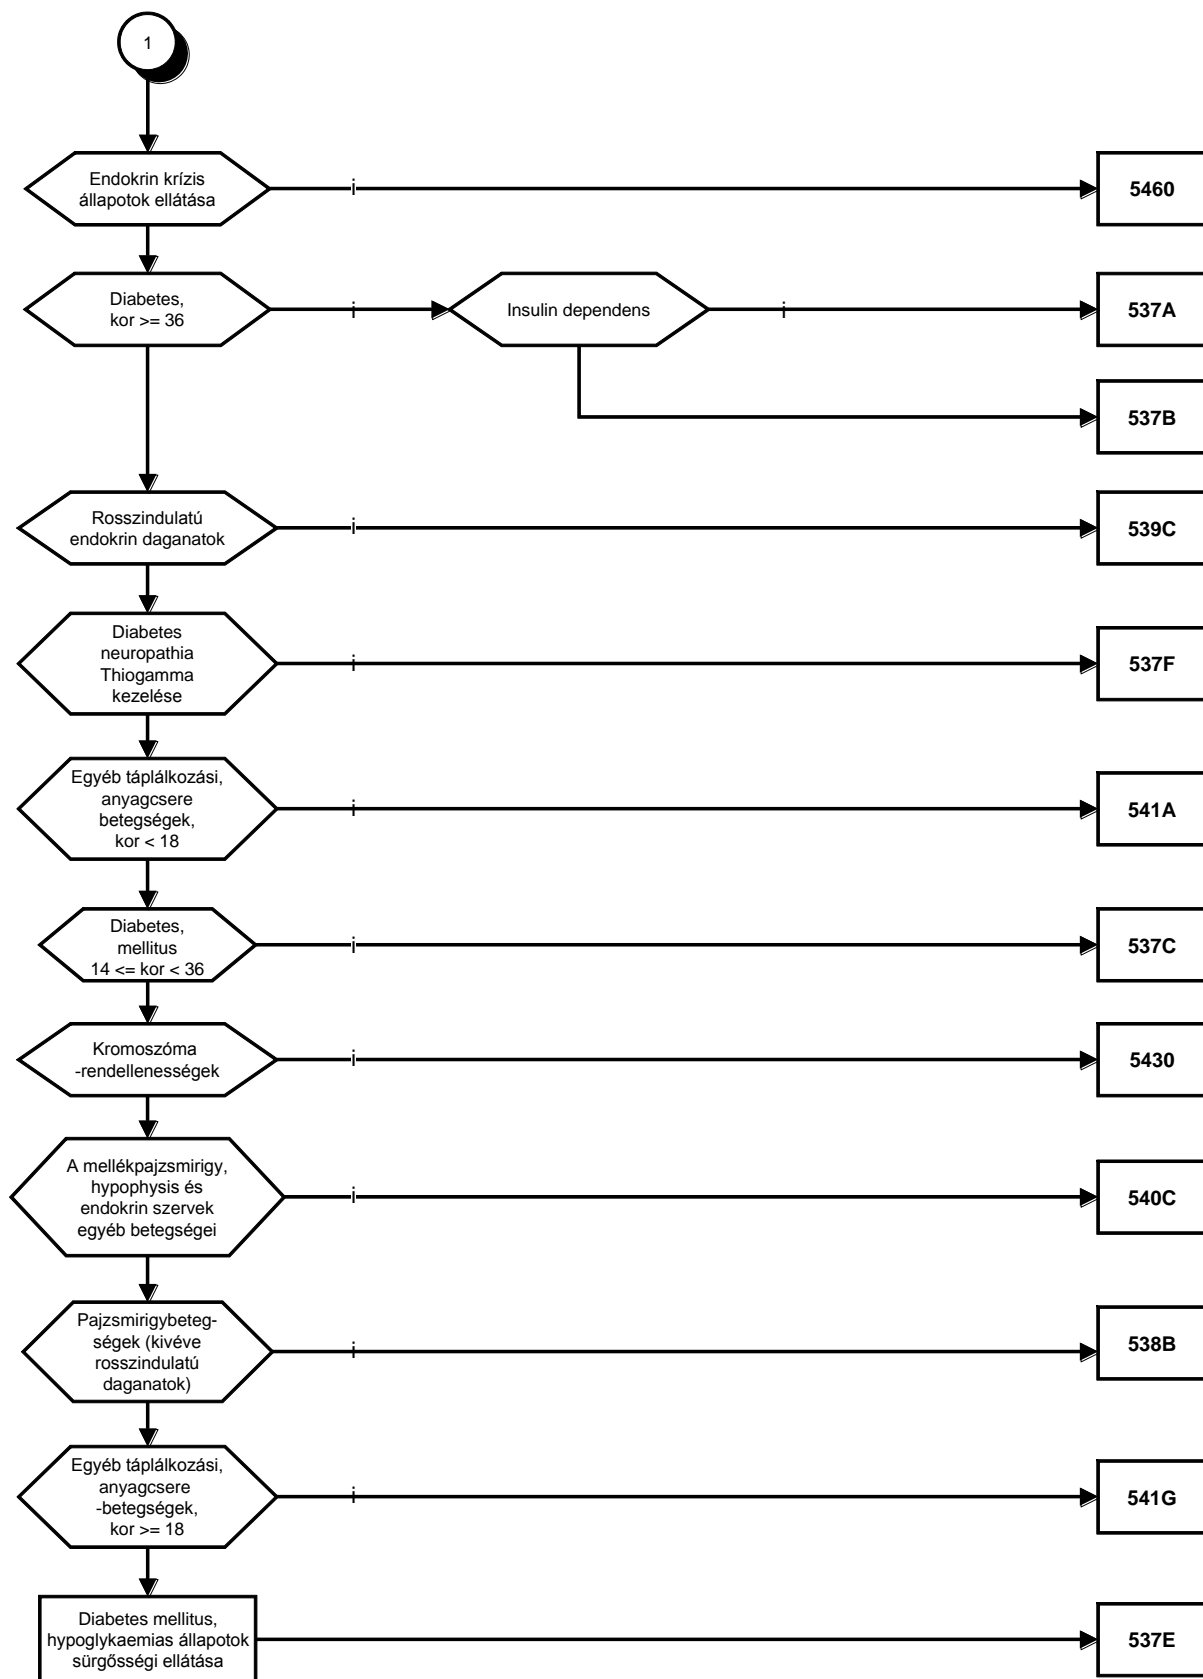 1
Endokrin krízis
állapotok ellátása
i
5460
Diabetes,
kor >= 36
i
Insulin dependens
i
537A
537B
Rosszindulatú
endokrin daganatok
i
539C
Diabetes
neuropathia
Thiogamma
kezelése
i
537F
Egyéb táplálkozási,
anyagcsere
betegségek,
kor < 18
i
541A
Diabetes,
mellitus
14 <= kor < 36
i
537C
Kromoszóma
-rendellenességek
i
5430
A mellékpajzsmirigy,
hypophysis és
endokrin szervek
egyéb betegségei
i
540C
Pajzsmirigybeteg-
ségek (kivéve
rosszindulatú
daganatok)
i
538B
Egyéb táplálkozási,
anyagcsere
-betegségek,
kor >= 18
i
541G
Diabetes mellitus,
hypoglykaemias állapotok
sürgősségi ellátása
537E